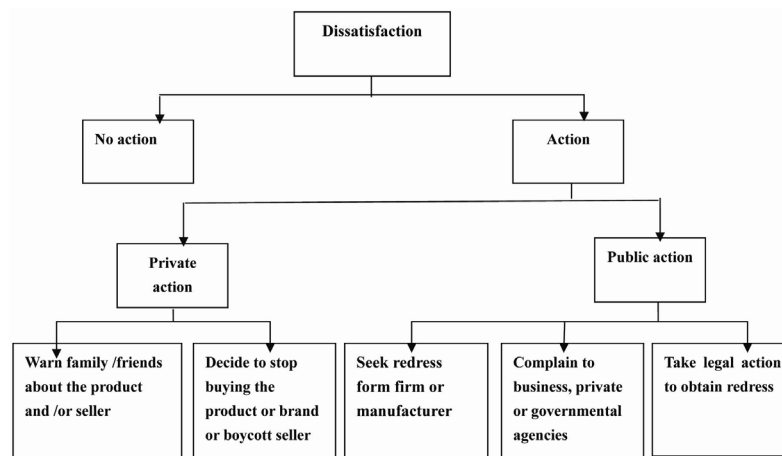 Dissatisfaction
No action
Action
Private
action
Public action
Warn family /friends
about the product
and /or seller
Decide to stop
buying the
product or brand
or boycott seller
Seek redress
form firm or
manufacturer
Complain to
business, private
or governmental
agencies
Take legal action
to obtain redress